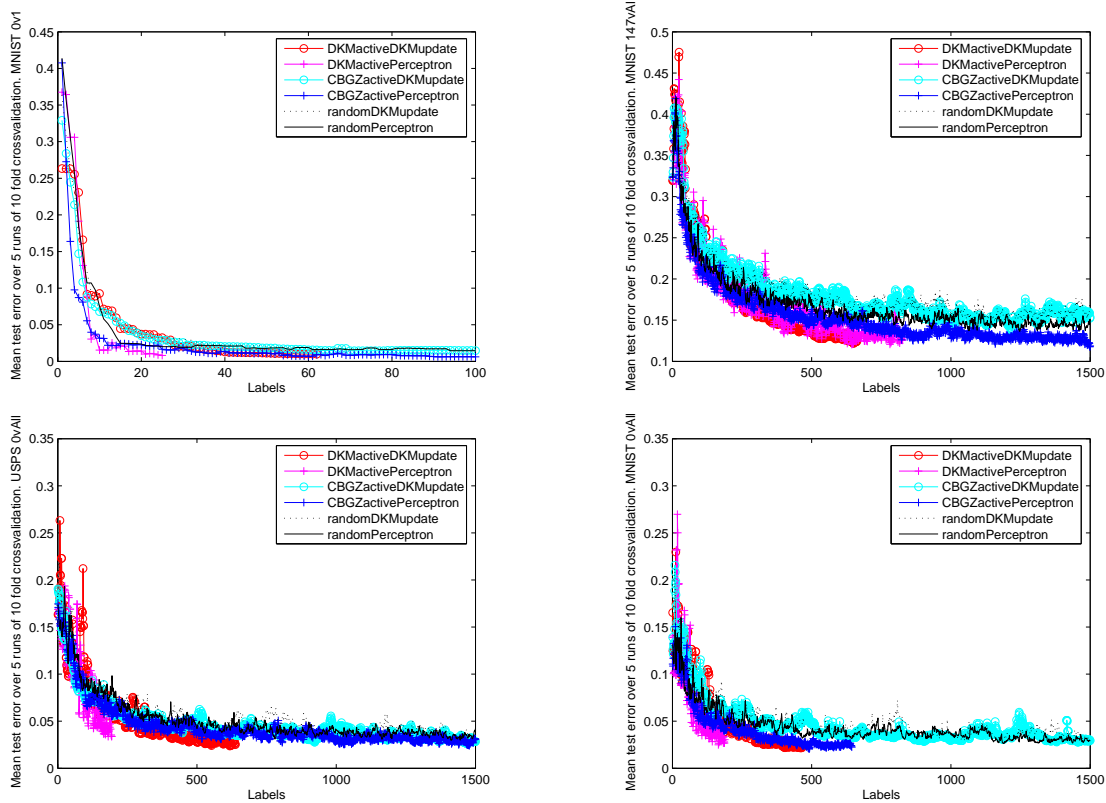 Mean test error over 5 runs of 10 fold crossvalidation. MNIST 0v1
0.45
0.4
0.35
0.3
0.25
0.2
0.15
0.1
0.05
0
0 20 40 60 80 100
Labels
DKMactiveDKMupdate
DKMactivePerceptron
CBGZactiveDKMupdate
CBGZactivePerceptron
randomDKMupdate
randomPerceptron
Mean test error over 5 runs of 10 fold crossvalidation. MNIST 147vAll
0.5
0.45
0.4
0.35
0.3
0.25
0.2
0.15
0.1
0 500 1000 1500
Labels
DKMactiveDKMupdate
DKMactivePerceptron
CBGZactiveDKMupdate
CBGZactivePerceptron
randomDKMupdate
randomPerceptron
Mean test error over 5 runs of 10 fold crossvalidation. USPS 0vAll
0.35
0.3
0.25
0.2
0.15
0.1
0.05
0
0 500 1000 1500
Labels
DKMactiveDKMupdate
DKMactivePerceptron
CBGZactiveDKMupdate
CBGZactivePerceptron
randomDKMupdate
randomPerceptron
Mean test error over 5 runs of 10 fold crossvalidation. MNIST 0vAll
0.35
0.3
0.25
0.2
0.15
0.1
0.05
0
0 500 1000 1500
Labels
DKMactiveDKMupdate
DKMactivePerceptron
CBGZactiveDKMupdate
CBGZactivePerceptron
randomDKMupdate
randomPerceptron